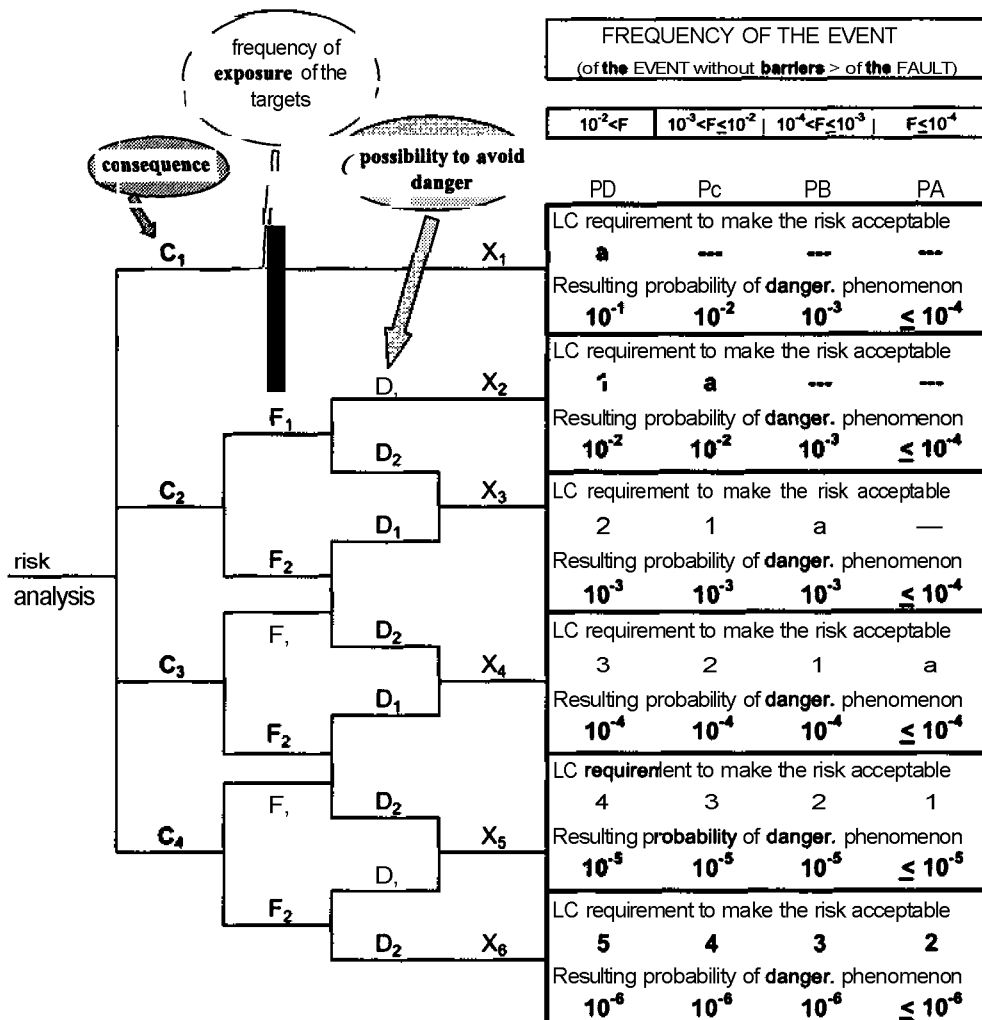 frequency of
exposure of the
targets
consequence
possibility to avoid
danger
FREQUENCY OF THE EVENT
(of the EVENT without barriers > of the FAULT)
10⁻²<F 10⁻³<F≤10⁻² | 10⁻⁴<F≤10⁻³ | F≤10⁻⁴
PD Pc PB PA
C₁ X₁
LC requirement to make the risk acceptable
a --- --- ---
Resulting probability of danger. phenomenon
10⁻¹ 10⁻² 10⁻³ ≤ 10⁻⁴
D, X₂
LC requirement to make the risk acceptable
1 a --- ---
Resulting probability of danger. phenomenon
10⁻² 10⁻² 10⁻³ ≤ 10⁻⁴
F₁
D₂
C₂ X₃
D₁
F₂
LC requirement to make the risk acceptable
2 1 a —
Resulting probability of danger. phenomenon
10⁻³ 10⁻³ 10⁻³ ≤ 10⁻⁴
risk
analysis
F,
D₂
C₃ X₄
D₁
F₂
LC requirement to make the risk acceptable
3 2 1 a
Resulting probability of danger. phenomenon
10⁻⁴ 10⁻⁴ 10⁻⁴ ≤ 10⁻⁴
F,
D₂
C₄ X₅
D,
F₂
LC requirement to make the risk acceptable
4 3 2 1
Resulting probability of danger. phenomenon
10⁻⁵ 10⁻⁵ 10⁻⁵ ≤ 10⁻⁵
D₂ X₆
LC requirement to make the risk acceptable
5 4 3 2
Resulting probability of danger. phenomenon
10⁻⁶ 10⁻⁶ 10⁻⁶ ≤ 10⁻⁶